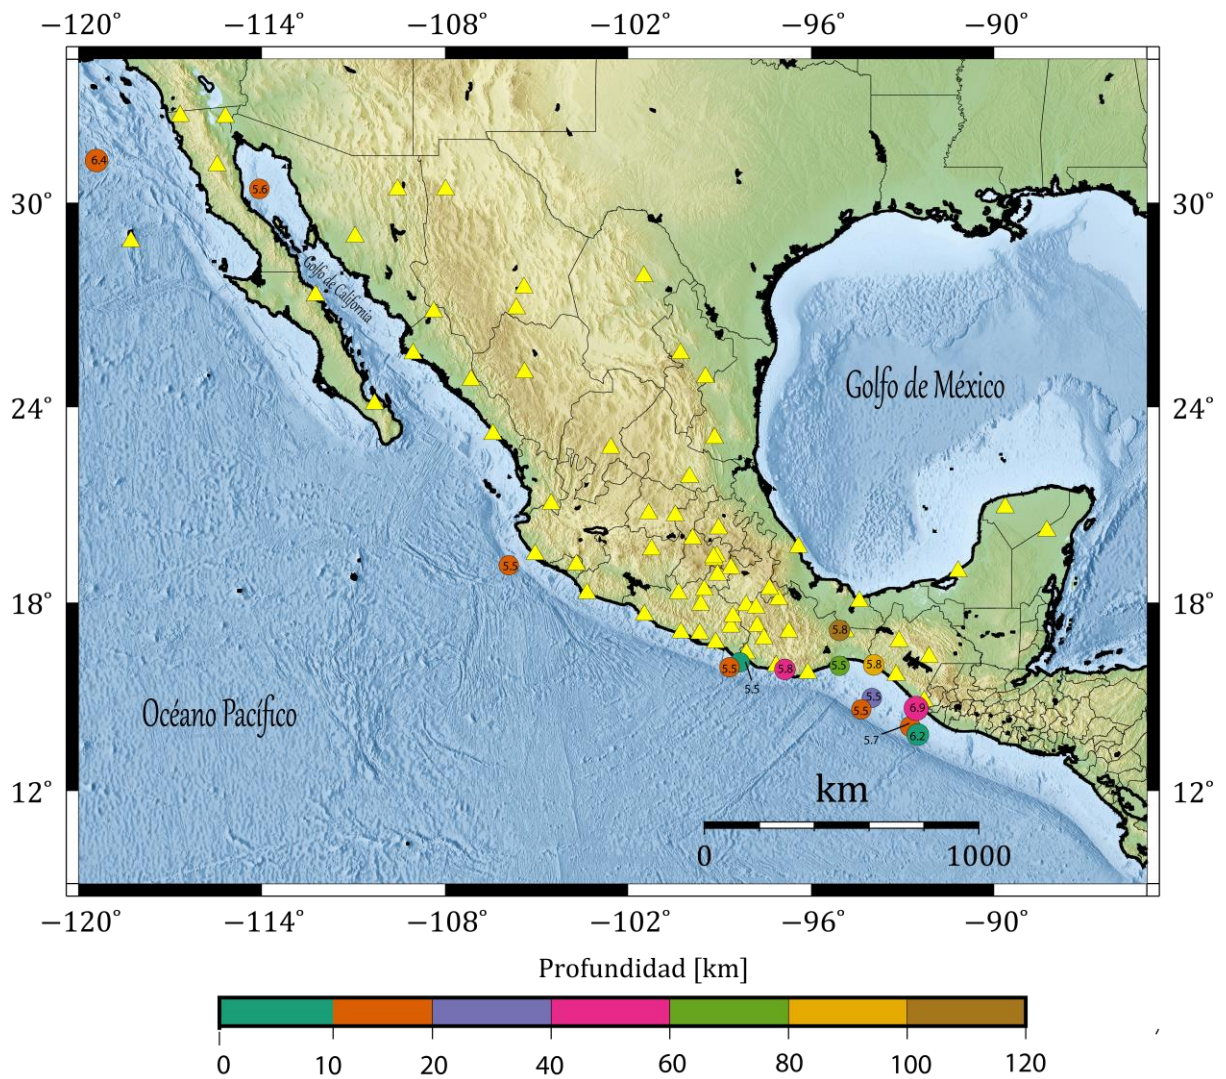 −120° −114° −108° −102° −96° −90°
6.4
5.6
30° 30°
Golfo de California
Golfo de México
24° 24°
5.5
18° 18°
5.8
5.5 5.8 5.5 5.8
5.5
5.5
5.5 6.9
Océano Pacífico
5.7 6.2
12° 12°
km
0 1000
−120° −114° −108° −102° −96° −90°
Profundidad [km]
0 10 20 40 60 80 100 120